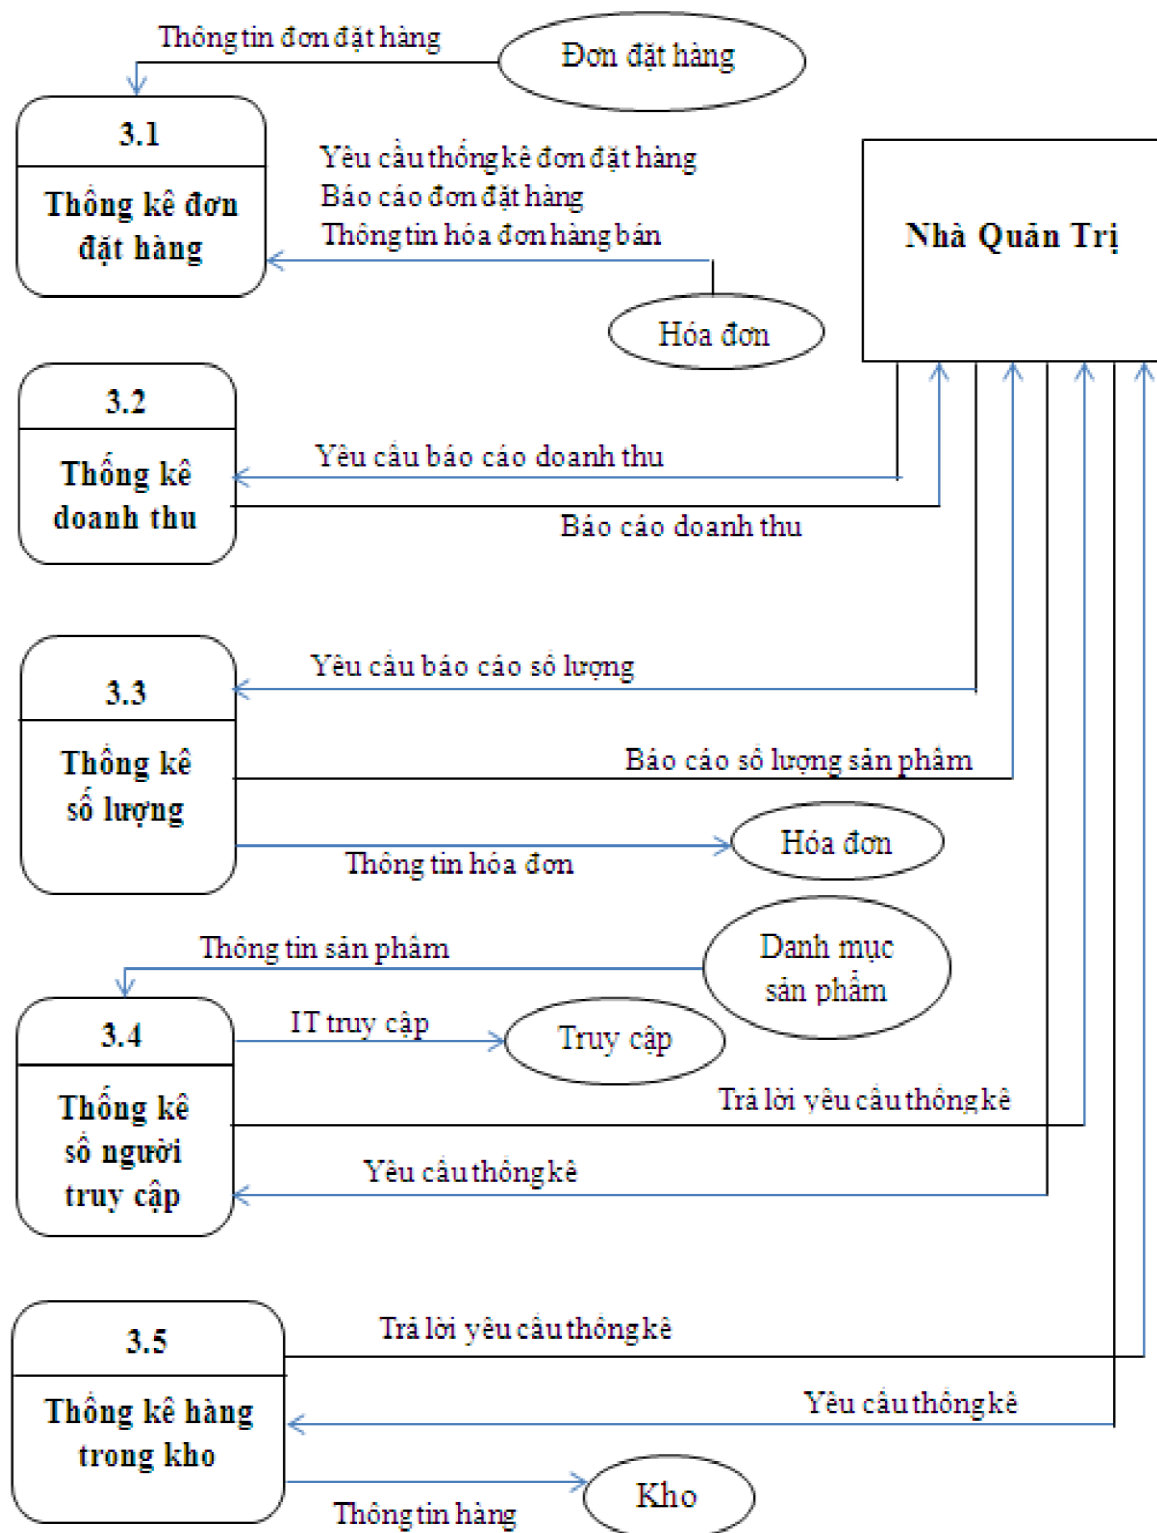 Thông tin đơn đặt hàng
Đơn đặt hàng
3.1
Thống kê đơn
đặt hàng
Yêu cầu thống kê đơn đặt hàng
Báo cáo đơn đặt hàng
Thông tin hóa đơn hàng bán
Nhà Quản Trị
Hóa đơn
3.2
Thống kê
doanh thu
Yêu cầu báo cáo doanh thu
Báo cáo doanh thu
3.3
Thống kê
số lượng
Yêu cầu báo cáo số lượng
Báo cáo số lượng sản phẩm
Hóa đơn
Thông tin hóa đơn
Thông tin sản phẩm
Danh mục
sản phẩm
3.4
Thống kê
số người
truy cập
IT truy cập
Truy cập
Trả lời yêu cầu thống kê
Yêu cầu thống kê
3.5
Thống kê hàng
trong kho
Trả lời yêu cầu thống kê
Yêu cầu thống kê
Kho
Thông tin hàng